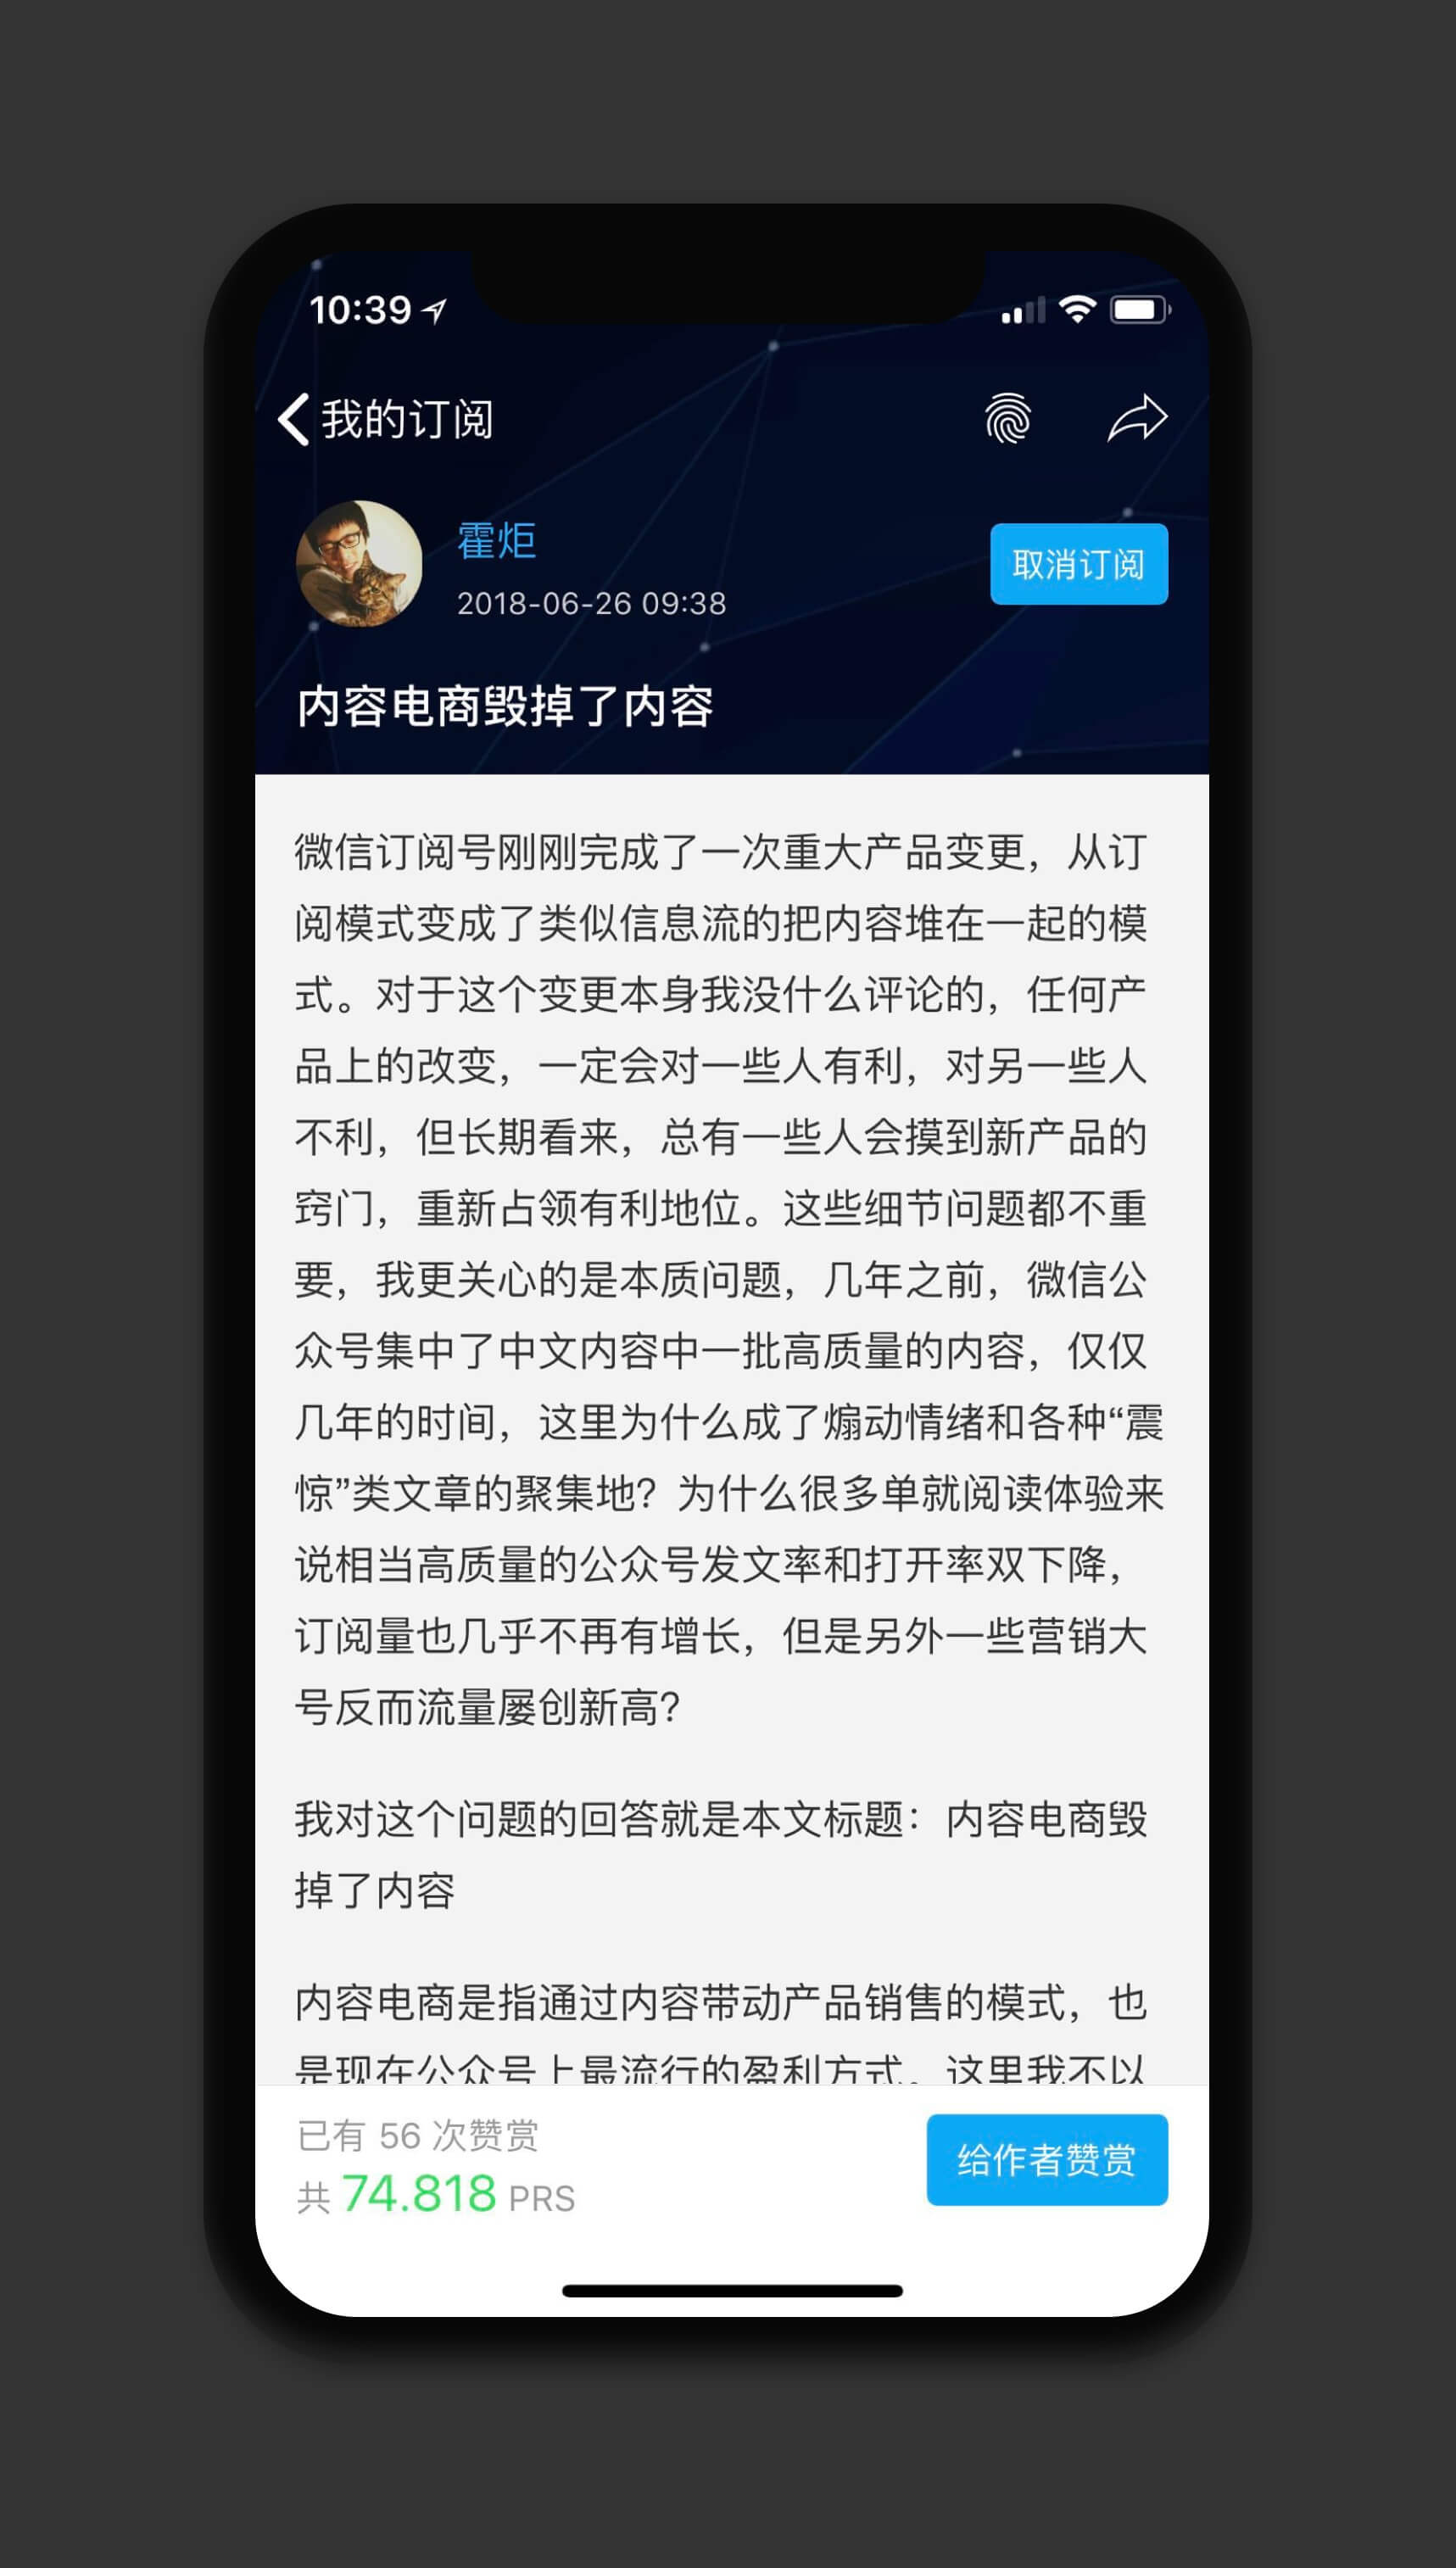 10:39
我的订阅
霍炬
2018-06-26 09:38
取消订阅
内容电商毁掉了内容
微信订阅号刚刚完成了一次重大产品变更，从订
阅模式变成了类似信息流的把内容堆在一起的模
式。对于这个变更本身我没什么评论的，任何产
品上的改变，一定会对一些人有利，对另一些人
不利，但长期看来，总有一些人会摸到新产品的
窍门，重新占领有利地位。这些细节问题都不重
要，我更关心的是本质问题，几年之前，微信公
众号集中了中文内容中一批高质量的内容，仅仅
几年的时间，这里为什么成了煽动情绪和各种“震
惊”类文章的聚集地？为什么很多单就阅读体验来
说相当高质量的公众号发文率和打开率双下降，
订阅量也几乎不再有增长，但是另外一些营销大
号反而流量屡创新高？
我对这个问题的回答就是本文标题：内容电商毁
掉了内容
内容电商是指通过内容带动产品销售的模式，也
是现在公众号上最流行的盈利方式。这里我不以
已有 56 次赞赏
共 74.818 PRS
给作者赞赏